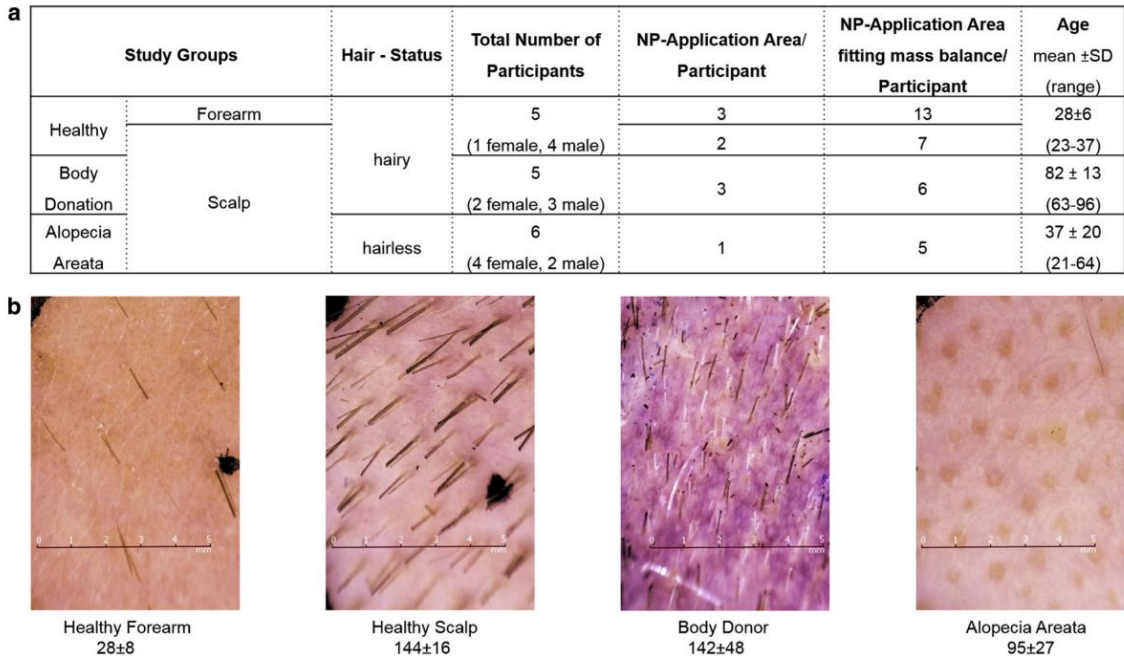 a
Study Groups
Hair - Status
Total Number of
Participants
NP-Application Area/
Participant
NP-Application Area
fitting mass balance/
Participant
Age
mean ±SD
(range)
Healthy
Forearm
hairy
5
(1 female, 4 male)
3
13
28±6
(23-37)
Scalp
2
7
Body
Donation
5
(2 female, 3 male)
3
6
82 ± 13
(63-96)
Alopecia
Areata
hairless
6
(4 female, 2 male)
1
5
37 ± 20
(21-64)
b
0 1 2 3 4 5
mm
0 1 2 3 4 5
mm
0 1 2 3 4 5
mm
0 1 2 3 4 5
mm
Healthy Forearm
28±8
Healthy Scalp
144±16
Body Donor
142±48
Alopecia Areata
95±27